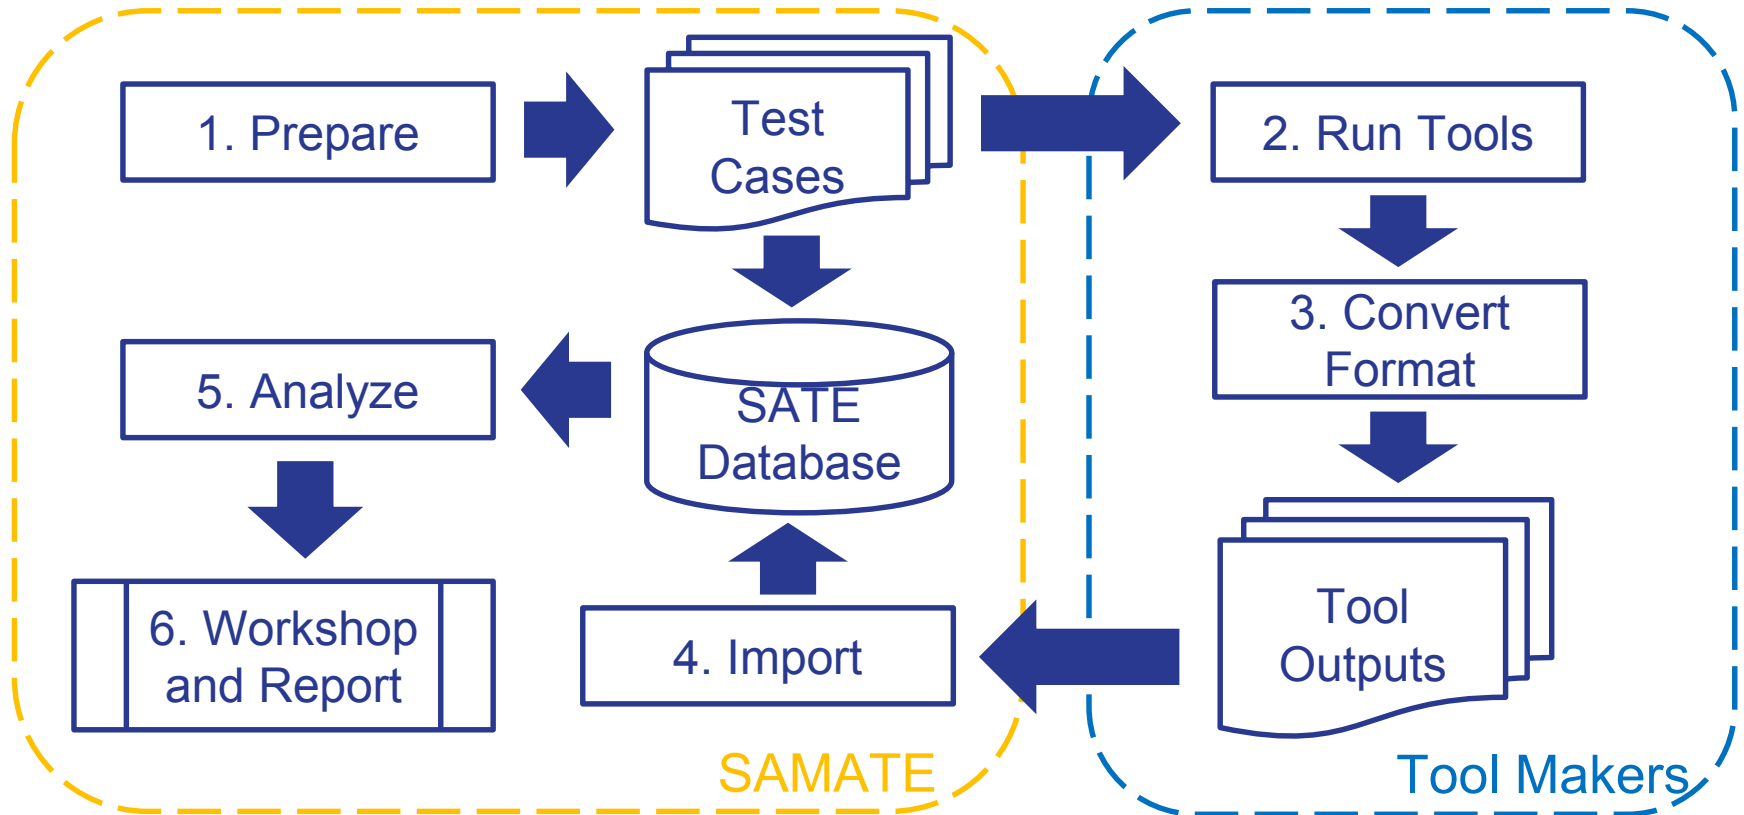 1. Prepare
Test
Cases
2. Run Tools
3. Convert
Format
5. Analyze
SATE
Database
6. Workshop
and Report
4. Import
Tool
Outputs
SAMATE
Tool Makers